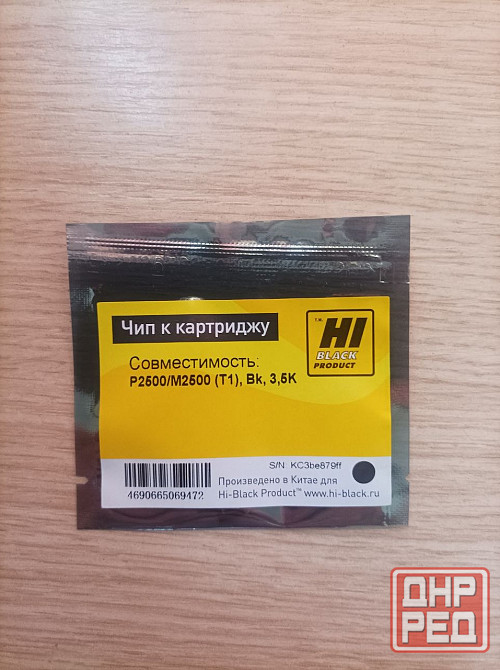 Чип к картриджу
т.м.
HI
BLACK
PRODUCT
Совместимость:
P2500/M2500 (T1), Bk, 3,5K
S/N: KC3be879ff
4690665069472
Произведено в Китае для
Hi-Black Product™ www.hi-black.ru
ДНР
РЕД